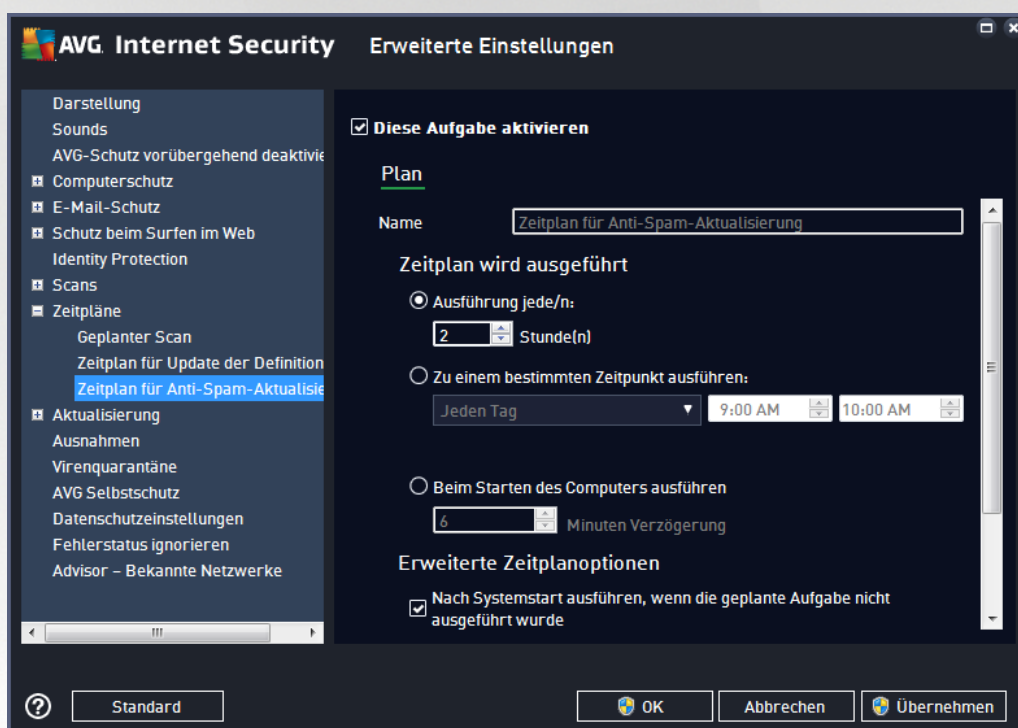 AVG. Internet Security Erweiterte Einstellungen
Darstellung
Sounds
AVG-Schutz vorübergehend deaktivie
Computerschutz
E-Mail-Schutz
Schutz beim Surfen im Web
Identity Protection
Scans
Zeitpläne
Geplanter Scan
Zeitplan für Update der Definition
Zeitplan für Anti-Spam-Aktualisie
Aktualisierung
Ausnahmen
Virenquarantäne
AVG Selbstschutz
Datenschutzeinstellungen
Fehlerstatus ignorieren
Advisor – Bekannte Netzwerke
Diese Aufgabe aktivieren
Plan
Name Zeitplan für Anti-Spam-Aktualisierung
Zeitplan wird ausgeführt
Ausführung jede/n:
2 Stunde(n)
Zu einem bestimmten Zeitpunkt ausführen:
Jeden Tag 9:00 AM 10:00 AM
Beim Starten des Computers ausführen
6 Minuten Verzögerung
Erweiterte Zeitplanoptionen
Nach Systemstart ausführen, wenn die geplante Aufgabe nicht
ausgeführt wurde
? Standard OK Abbrechen Übernehmen